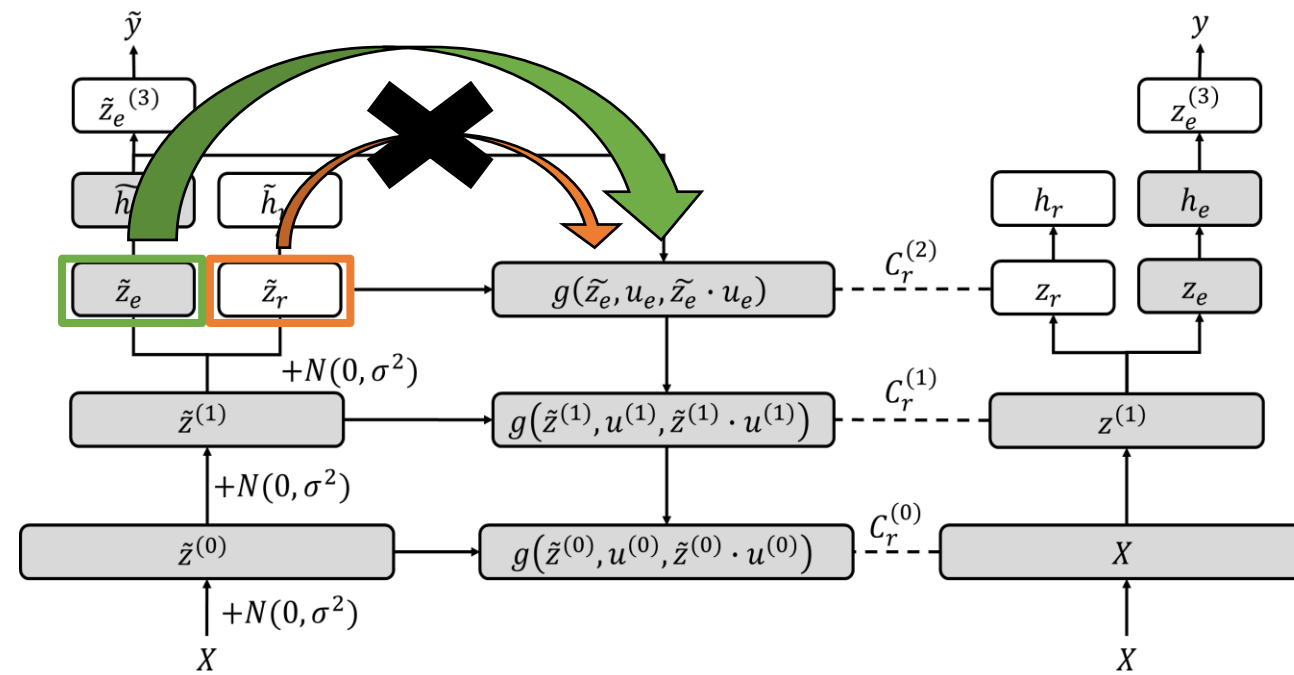 ỹ
y
z̃ₑ⁽³⁾
zₑ⁽³⁾
h̃
h̃ᵣ
hᵣ
hₑ
z̃ₑ
z̃ᵣ
g(z̃ₑ, uₑ, z̃ₑ · uₑ)
Cᵣ⁽²⁾
zᵣ
zₑ
+N(0, σ²)
z̃⁽¹⁾
g(z̃⁽¹⁾, u⁽¹⁾, z̃⁽¹⁾ · u⁽¹⁾)
Cᵣ⁽¹⁾
z⁽¹⁾
+N(0, σ²)
z̃⁽⁰⁾
g(z̃⁽⁰⁾, u⁽⁰⁾, z̃⁽⁰⁾ · u⁽⁰⁾)
Cᵣ⁽⁰⁾
X
+N(0, σ²)
X
X